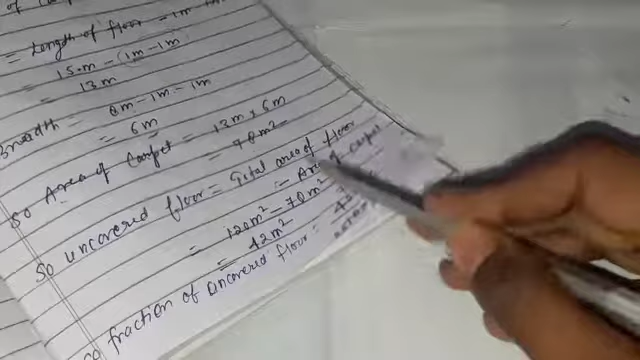 of
= Length of floor - 1m
= 15m - (1m - 1m
= 13m
Breadth = 8m - 1m - 1m
= 6m
So Area of Carpet = 13m × 6m
= 78m²
So uncovered floor = Total area of floor
- Area of carpet
= 120m² - 78m²
= 42m²
fraction of uncovered floor =